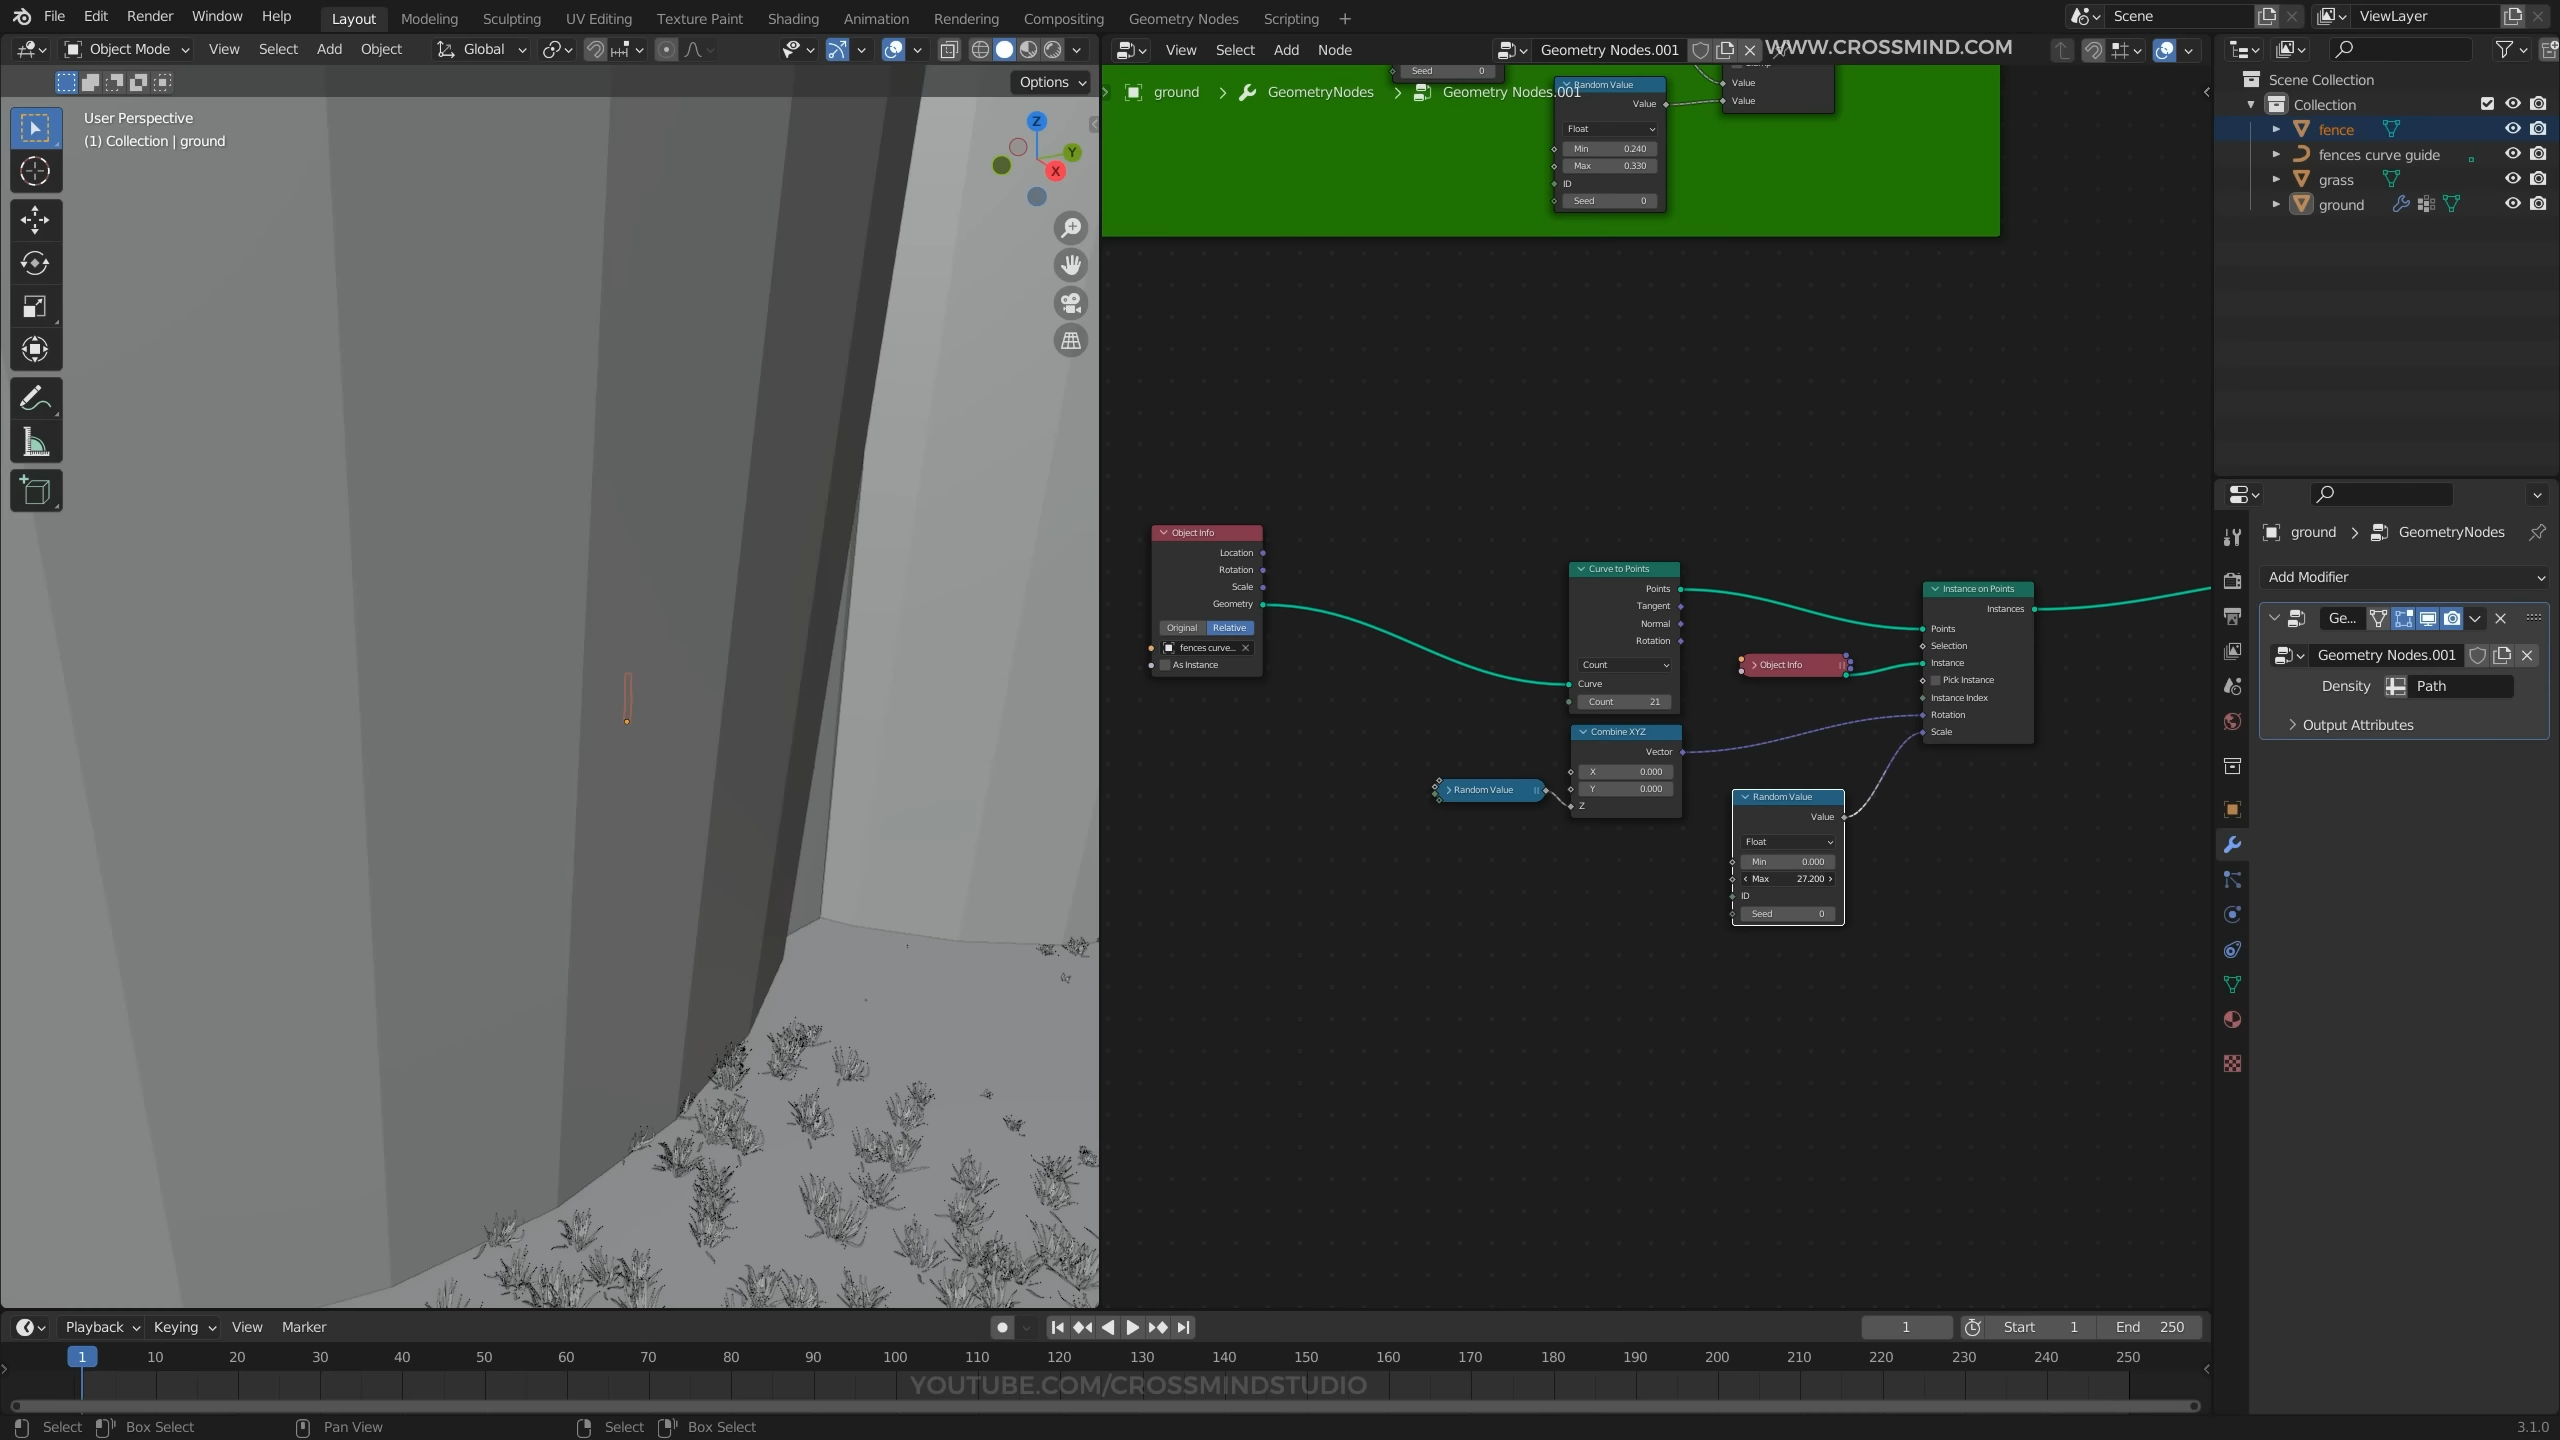 File Edit Render Window Help Layout Modeling Sculpting UV Editing Texture Paint Shading Animation Rendering Compositing Geometry Nodes Scripting Scene ViewLayer
Object Mode View Select Add Object Global
View Select Add Node Geometry Nodes.001 WWW.CROSSMIND.COM
Options
User Perspective
(1) Collection | ground
Z
Y
X
ground GeometryNodes Geometry Nodes.001
Seed 0
Value
Value
Random Value
Value
Float
Min 0.240
Max 0.330
ID
Seed 0
Object Info
Location
Rotation
Scale
Geometry
Original Relative
fences curve...
As Instance
Curve to Points
Points
Tangent
Normal
Rotation
Count
Curve
Count 21
Combine XYZ
Vector
X 0.000
Y 0.000
Z
Random Value
Object Info
Instance on Points
Instances
Points
Selection
Instance
Pick Instance
Instance Index
Rotation
Scale
Random Value
Value
Float
Min 0.000
Max 27.200
ID
Seed 0
Scene Collection
Collection
fence
fences curve guide
grass
ground
ground GeometryNodes
Add Modifier
Ge...
Geometry Nodes.001
Density Path
Output Attributes
Playback Keying View Marker 1 Start 1 End 250
1 10 20 30 40 50 60 70 80 90 100 110 120 130 140 150 160 170 180 190 200 210 220 230 240 250
YOUTUBE.COM/CROSSMINDSTUDIO
Select Box Select Pan View Select Box Select 3.1.0